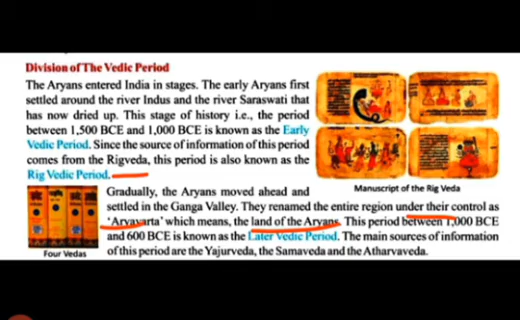 Division of The Vedic Period
The Aryans entered India in stages. The early Aryans first
settled around the river Indus and the river Saraswati that
has now dried up. This stage of history i.e., the period
between 1,500 BCE and 1,000 BCE is known as the Early
Vedic Period. Since the source of information of this period
comes from the Rigveda, this period is also known as the
Rig Vedic Period.
Manuscript of the Rig Veda
Gradually, the Aryans moved ahead and
settled in the Ganga Valley. They renamed the entire region under their control as
'Aryavarta' which means, the land of the Aryans. This period between 1,000 BCE
and 600 BCE is known as the Later Vedic Period. The main sources of information
of this period are the Yajurveda, the Samaveda and the Atharvaveda.
Four Vedas